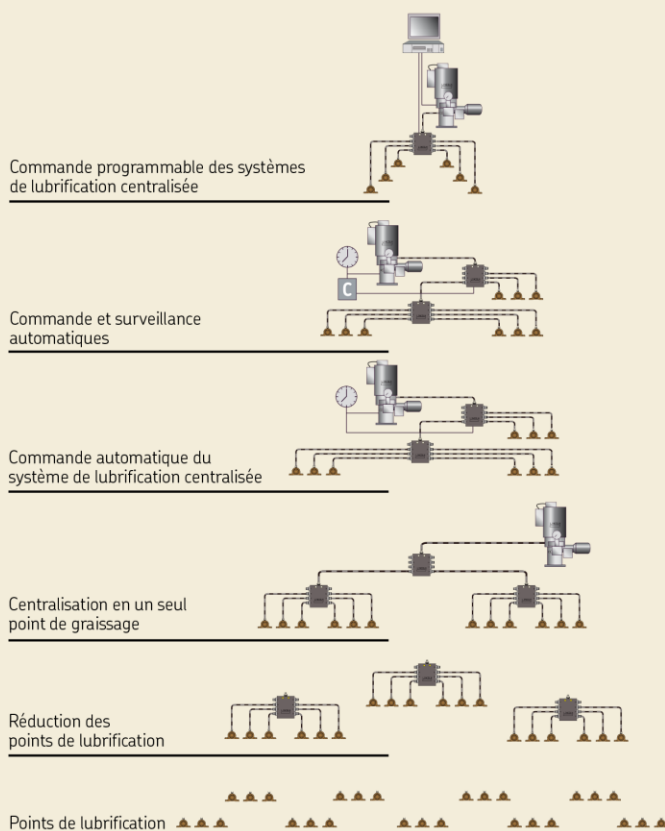 Commande programmable des systèmes
de lubrification centralisée
C
Commande et surveillance
automatiques
Commande automatique du
système de lubrification centralisée
Centralisation en un seul
point de graissage
Réduction des
points de lubrification
Points de lubrification